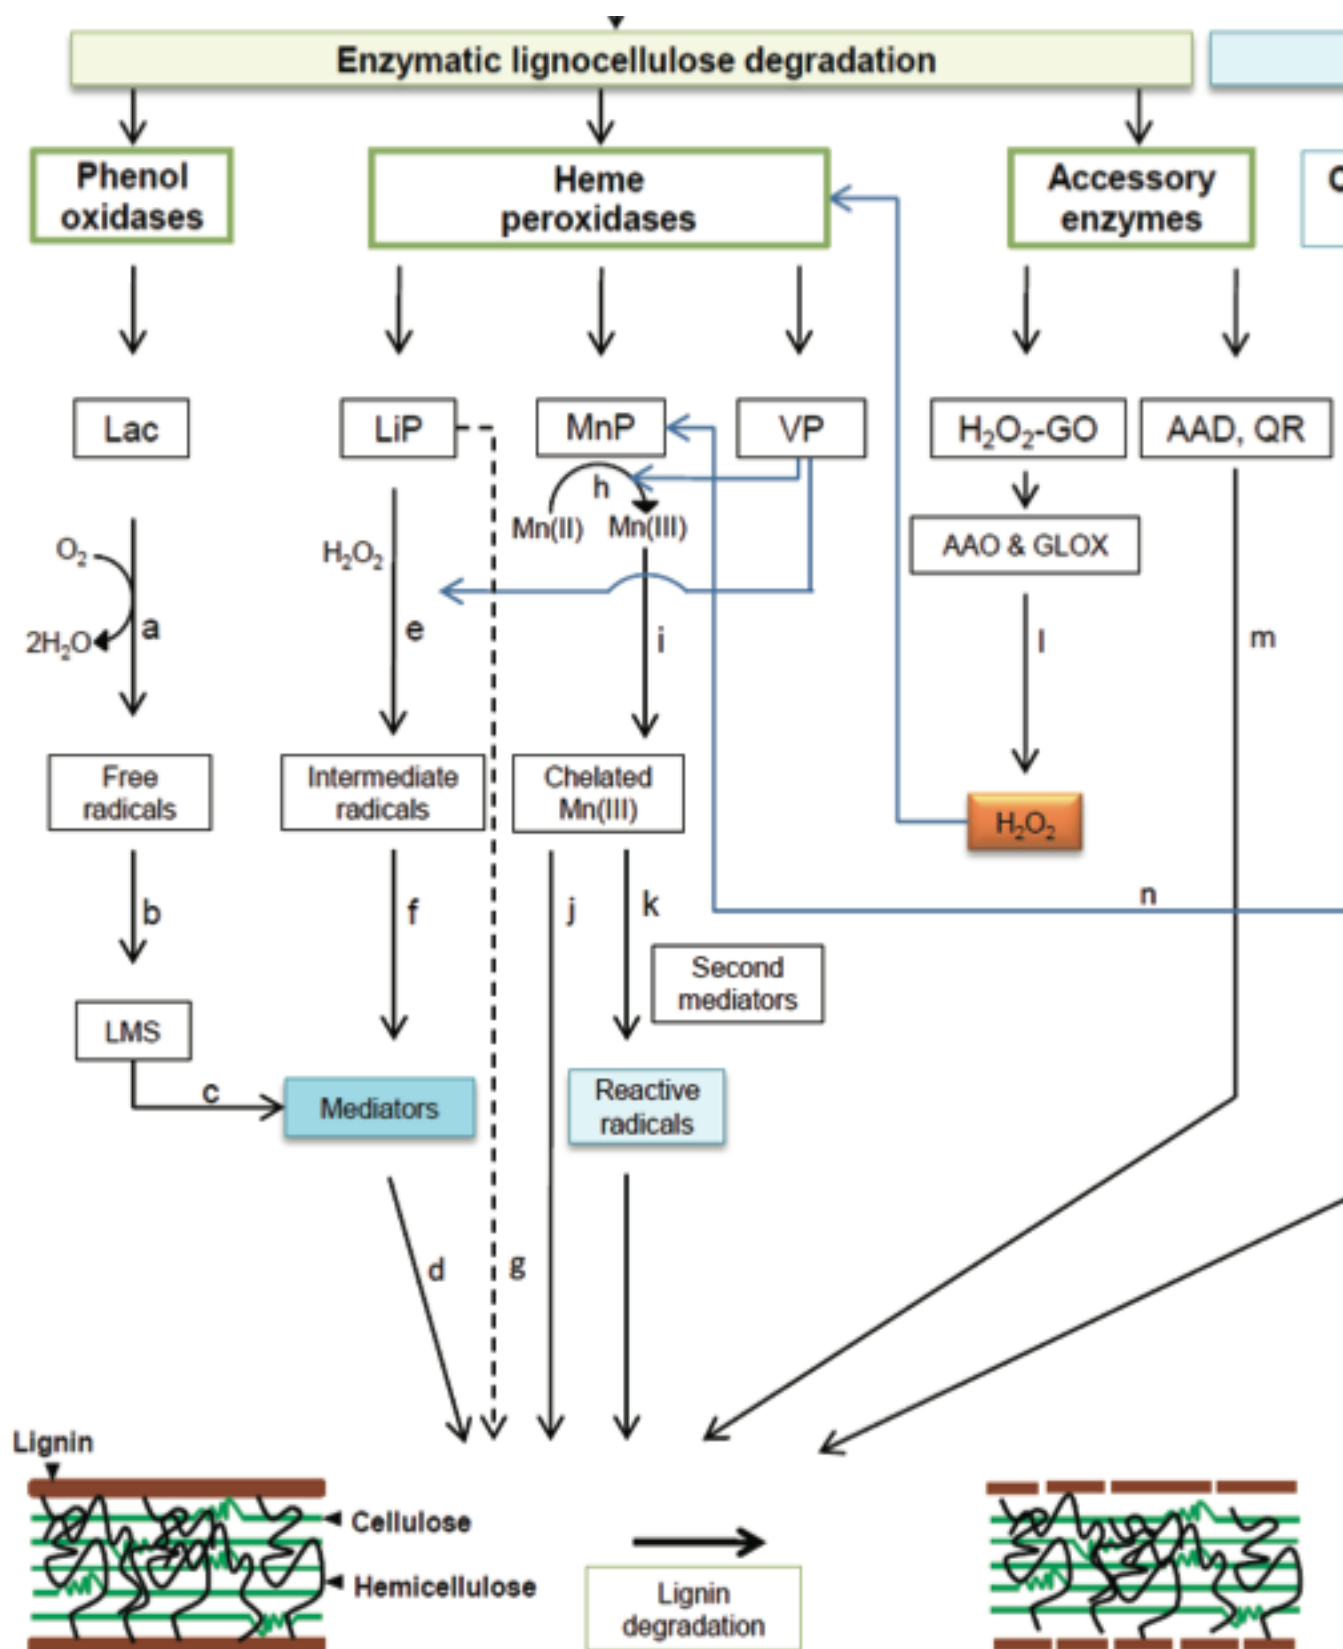 Enzymatic lignocellulose degradation
Phenol
oxidases
Heme
peroxidases
Accessory
enzymes
C
Lac
LiP
MnP
VP
H₂O₂-GO
AAD, QR
h
Mn(II)
Mn(III)
O₂
2H₂O
a
H₂O₂
e
i
AAO & GLOX
l
m
Free
radicals
Intermediate
radicals
Chelated
Mn(III)
H₂O₂
b
f
j
k
n
Second
mediators
LMS
c
Mediators
Reactive
radicals
d
g
Lignin
Cellulose
Hemicellulose
Lignin
degradation